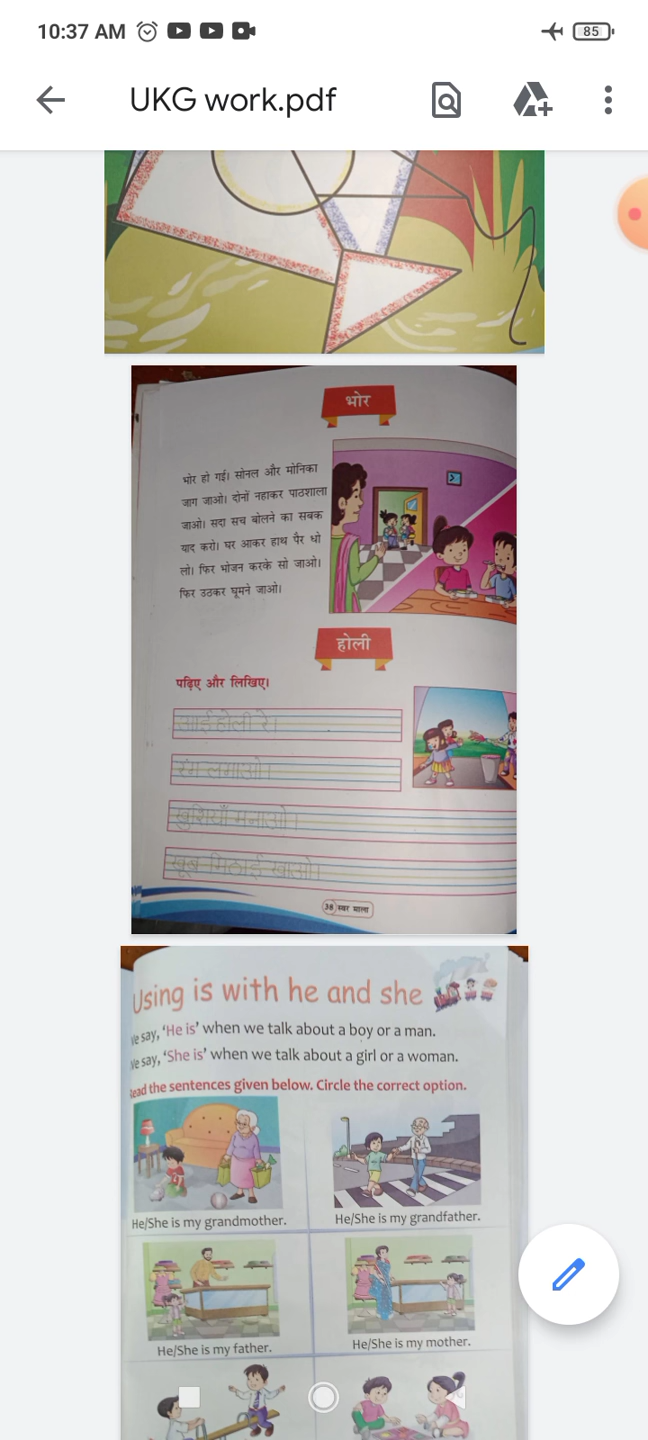 10:37 AM
85
UKG work.pdf
भोर
भोर हो गई। सोनल और मोनिका
जाग जाओ। दोनों नहाकर पाठशाला
जाओ। सदा सच बोलने का सबक
याद करो। घर आकर हाथ पैर धो
लो। फिर भोजन करके सो जाओ।
फिर उठकर घूमने जाओ।
होली
पढ़िए और लिखिए।
आई होली रे।
रंग लगाओ।
खुशियाँ मनाओ।
खूब मिठाई खाओ।
38 स्वर माला
Using is with he and she
We say, ‘He is’ when we talk about a boy or a man.
We say, ‘She is’ when we talk about a girl or a woman.
Read the sentences given below. Circle the correct option.
He/She is my grandmother.
He/She is my grandfather.
He/She is my father.
He/She is my mother.